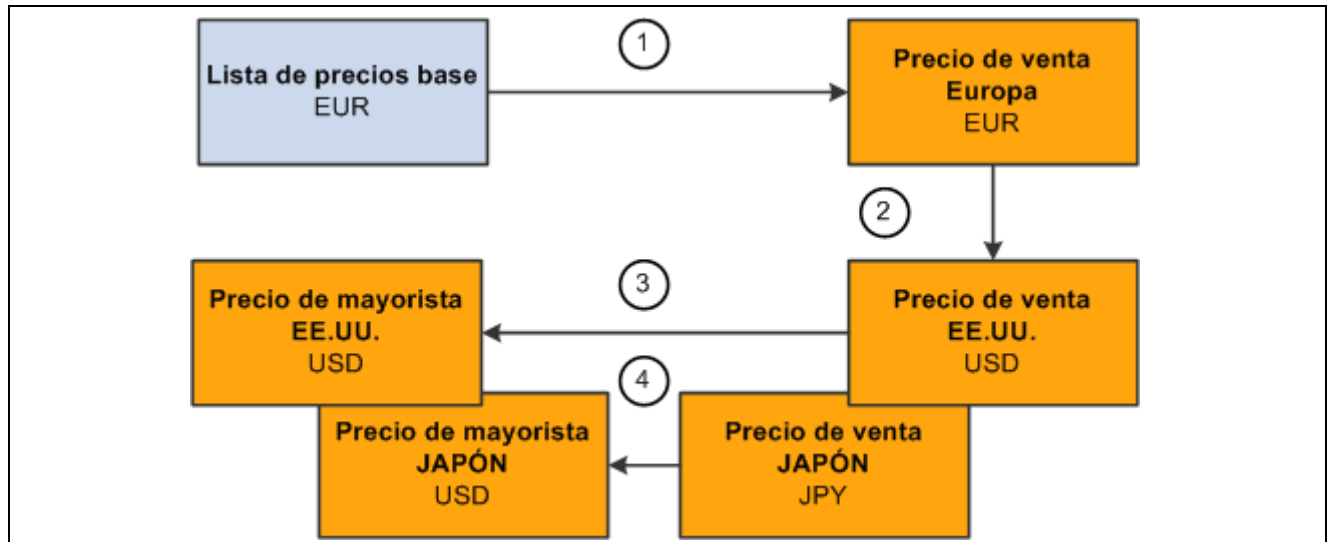 1
Lista de precios base
EUR
Precio de venta
Europa
EUR
2
3
Precio de mayorista
EE.UU.
USD
Precio de venta
EE.UU.
USD
4
Precio de mayorista
JAPÓN
USD
Precio de venta
JAPÓN
JPY